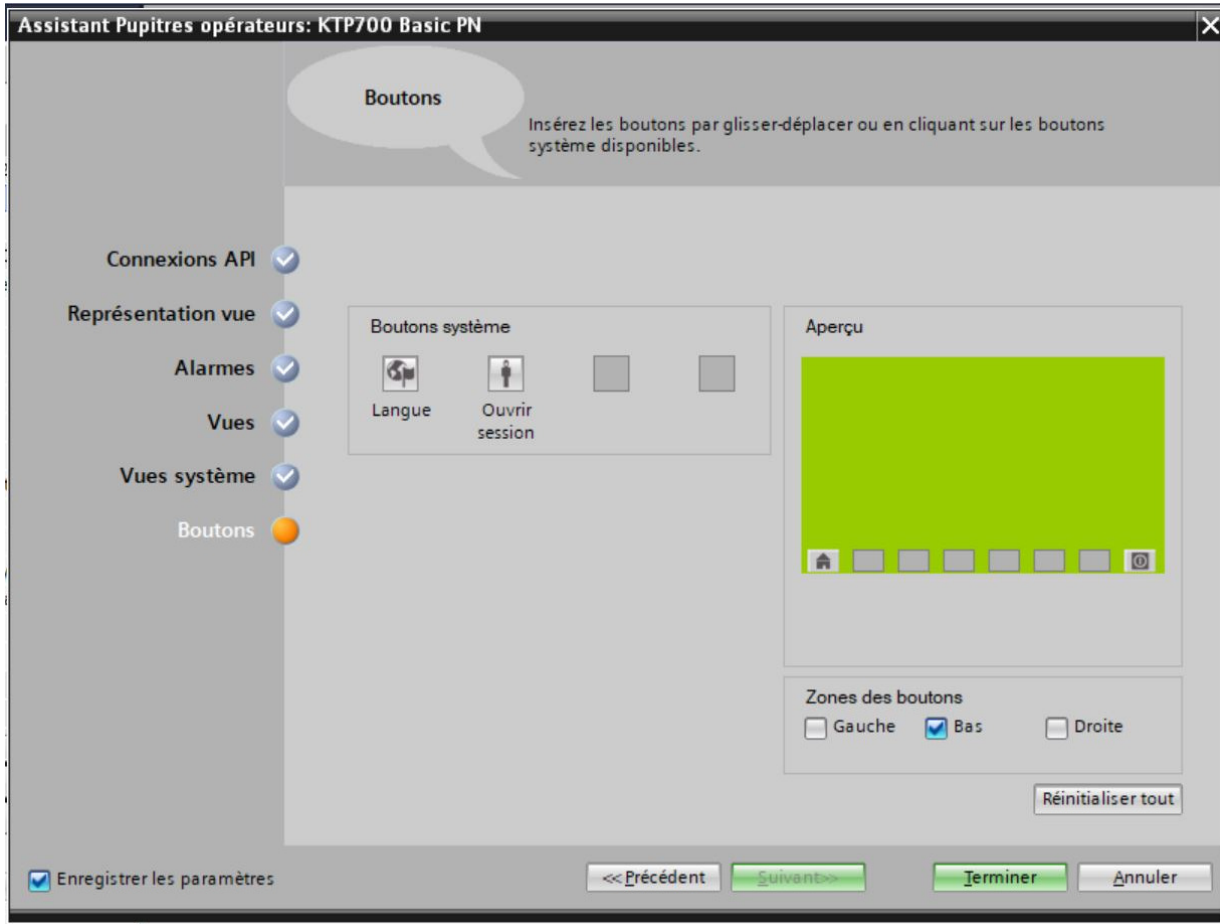 Assistant Pupitres opérateurs: KTP700 Basic PN
Boutons
Insérez les boutons par glisser-déplacer ou en cliquant sur les boutons
système disponibles.
Connexions API
Représentation vue
Alarmes
Vues
Vues système
Boutons
Boutons système
Langue
Ouvrir
session
Aperçu
Zones des boutons
Gauche
Bas
Droite
Réinitialiser tout
Enregistrer les paramètres
<<Précédent
Suivant>>
Terminer
Annuler